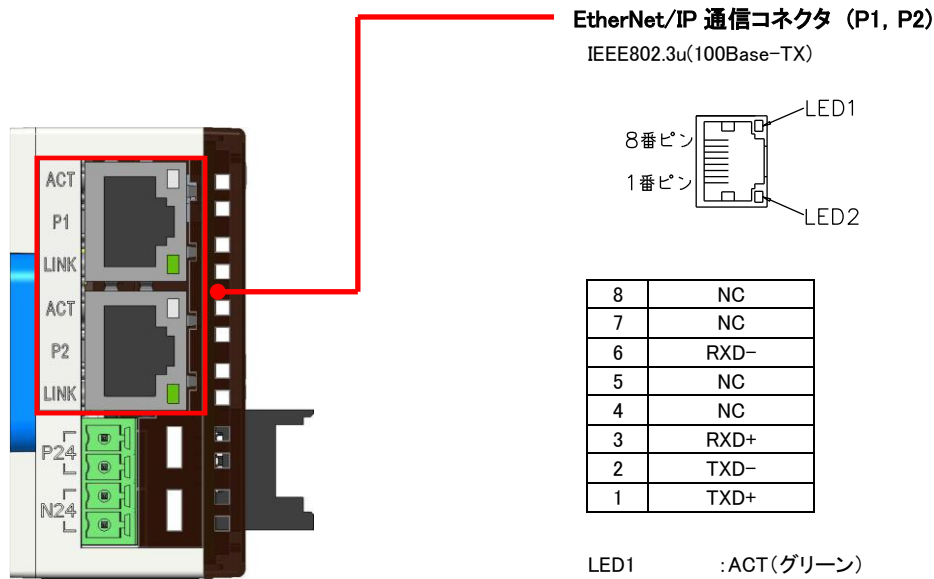 EtherNet/IP 通信コネクタ (P1, P2)
IEEE802.3u(100Base-TX)
LED1
8番ピン
1番ピン
LED2
ACT
P1
LINK
ACT
P2
LINK
P24
N24
8 NC
7 NC
6 RXD-
5 NC
4 NC
3 RXD+
2 TXD-
1 TXD+
LED1 :ACT(グリーン)